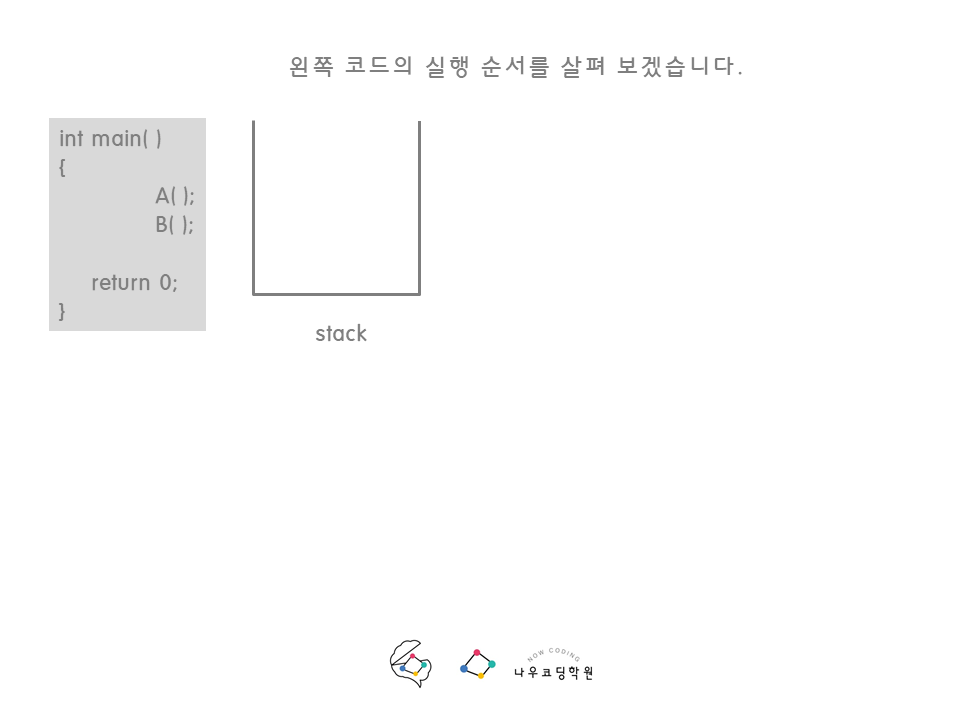 왼쪽 코드의 실행 순서를 살펴 보겠습니다.
int main( )
{
A( );
B( );
return 0;
}
stack
NOW CODING
나우코딩학원